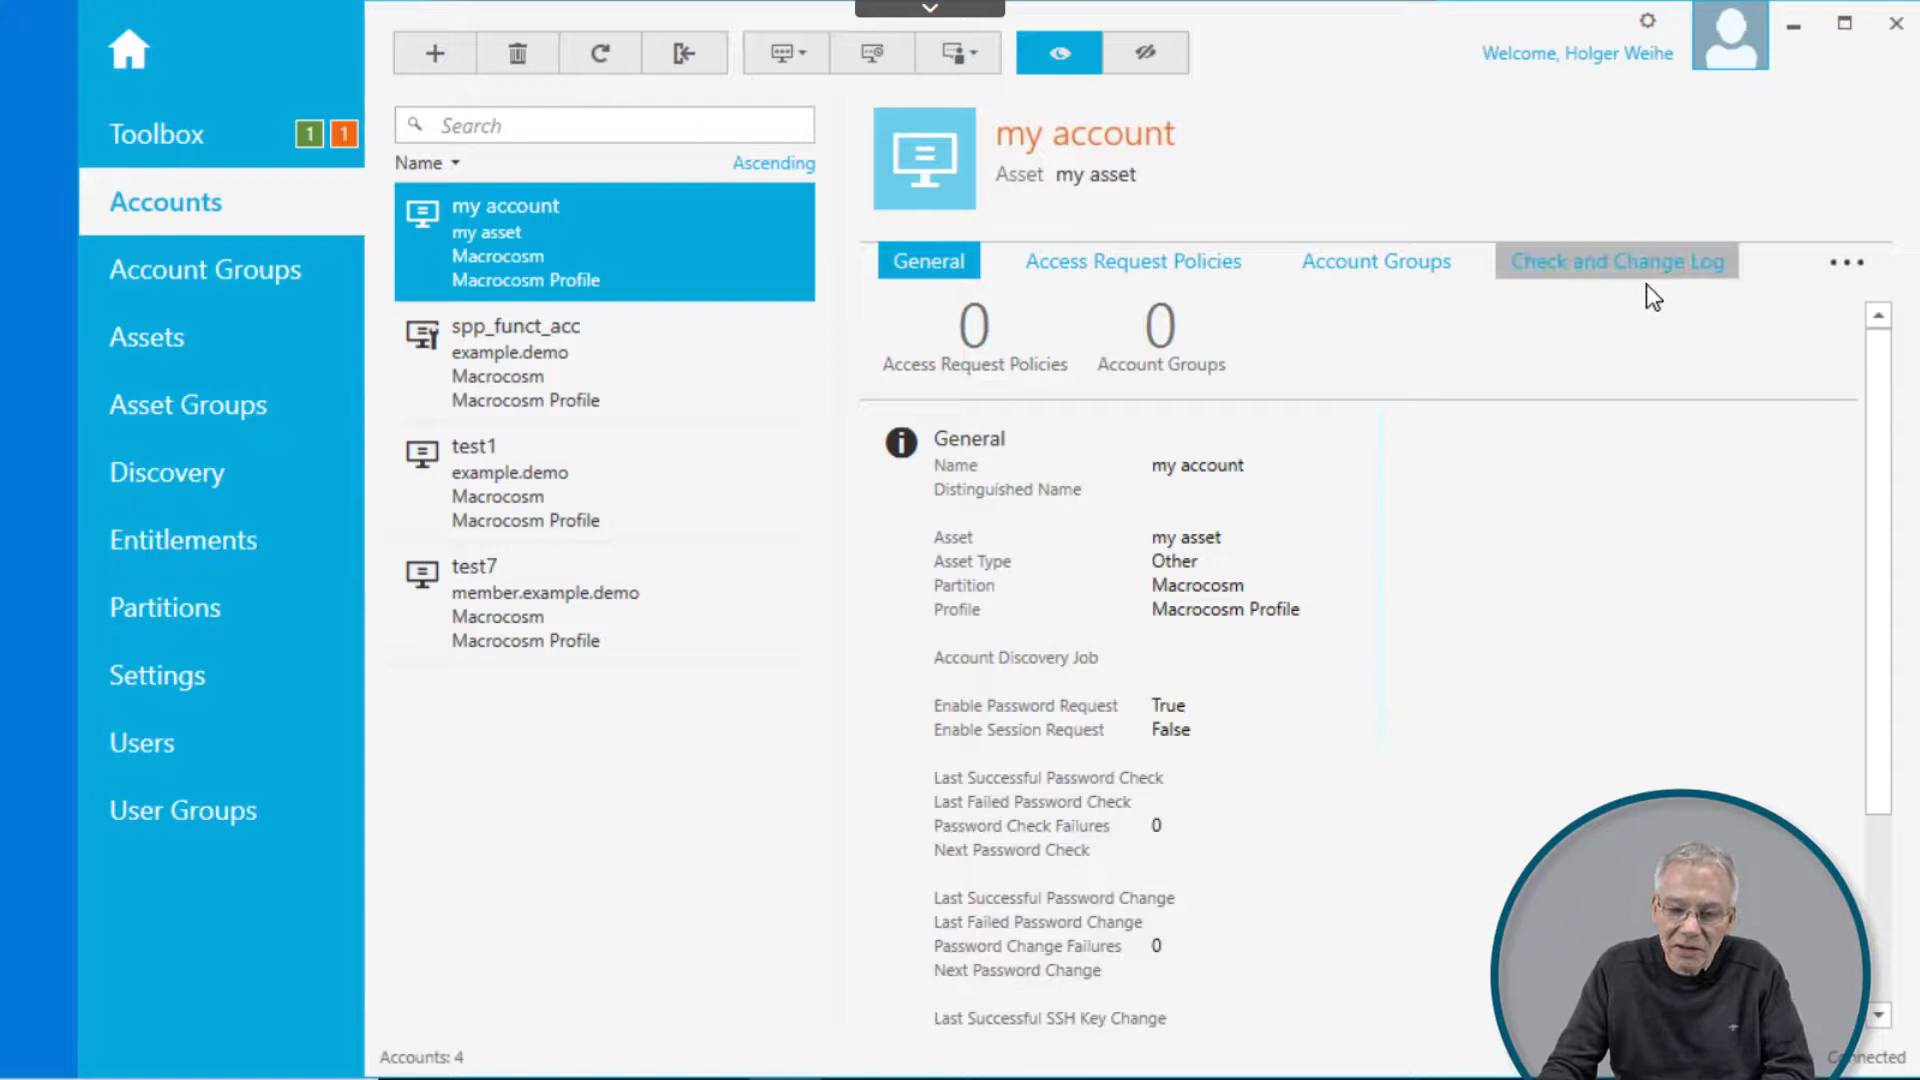 Welcome, Holger Weihe
Toolbox 1 1
Accounts
Account Groups
Assets
Asset Groups
Discovery
Entitlements
Partitions
Settings
Users
User Groups
Search
Name Ascending
my account
my asset
Macrocosm
Macrocosm Profile
spp_funct_acc
example.demo
Macrocosm
Macrocosm Profile
test1
example.demo
Macrocosm
Macrocosm Profile
test7
member.example.demo
Macrocosm
Macrocosm Profile
Accounts: 4
my account
Asset my asset
General Access Request Policies Account Groups Check and Change Log
0 0
Access Request Policies Account Groups
General
Name my account
Distinguished Name
Asset my asset
Asset Type Other
Partition Macrocosm
Profile Macrocosm Profile
Account Discovery Job
Enable Password Request True
Enable Session Request False
Last Successful Password Check
Last Failed Password Check
Password Check Failures 0
Next Password Check
Last Successful Password Change
Last Failed Password Change
Password Change Failures 0
Next Password Change
Last Successful SSH Key Change
Connected